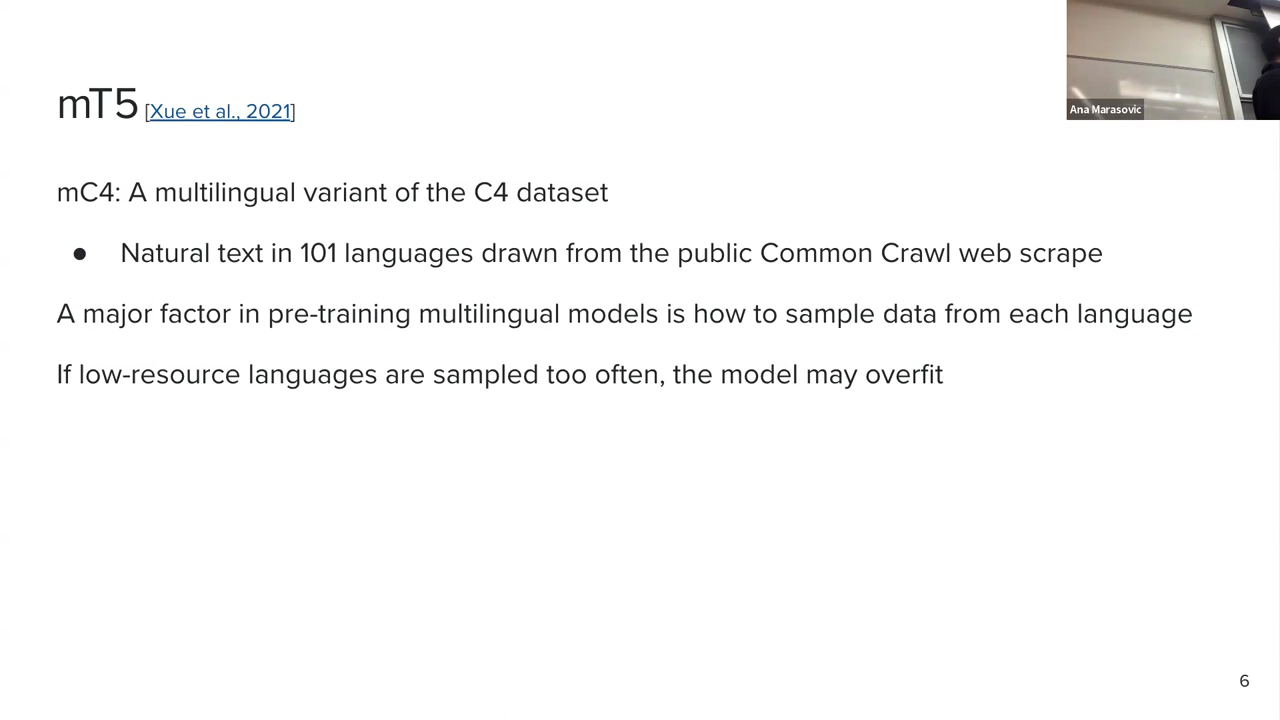 mT5 [Xue et al., 2021]
Ana Marasovic
mC4: A multilingual variant of the C4 dataset
● Natural text in 101 languages drawn from the public Common Crawl web scrape
A major factor in pre-training multilingual models is how to sample data from each language
If low-resource languages are sampled too often, the model may overfit
6